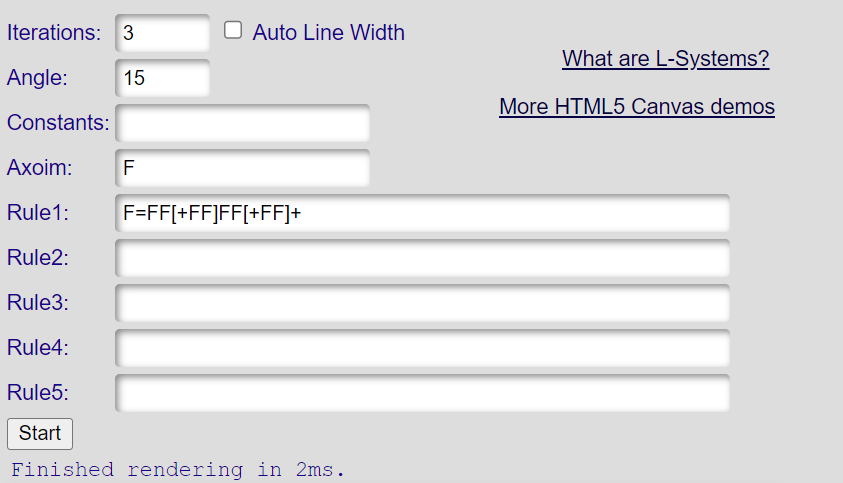 Iterations: 3 Auto Line Width
What are L-Systems?
Angle: 15
More HTML5 Canvas demos
Constants:
Axoim: F
Rule1: F=FF[+FF]FF[+FF]+
Rule2:
Rule3:
Rule4:
Rule5:
Start
Finished rendering in 2ms.